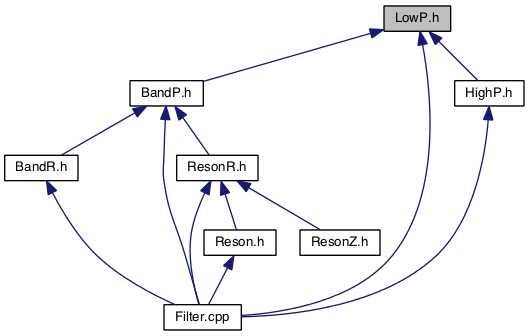 LowP.h
BandP.h
HighP.h
BandR.h
ResonR.h
Reson.h
ResonZ.h
Filter.cpp